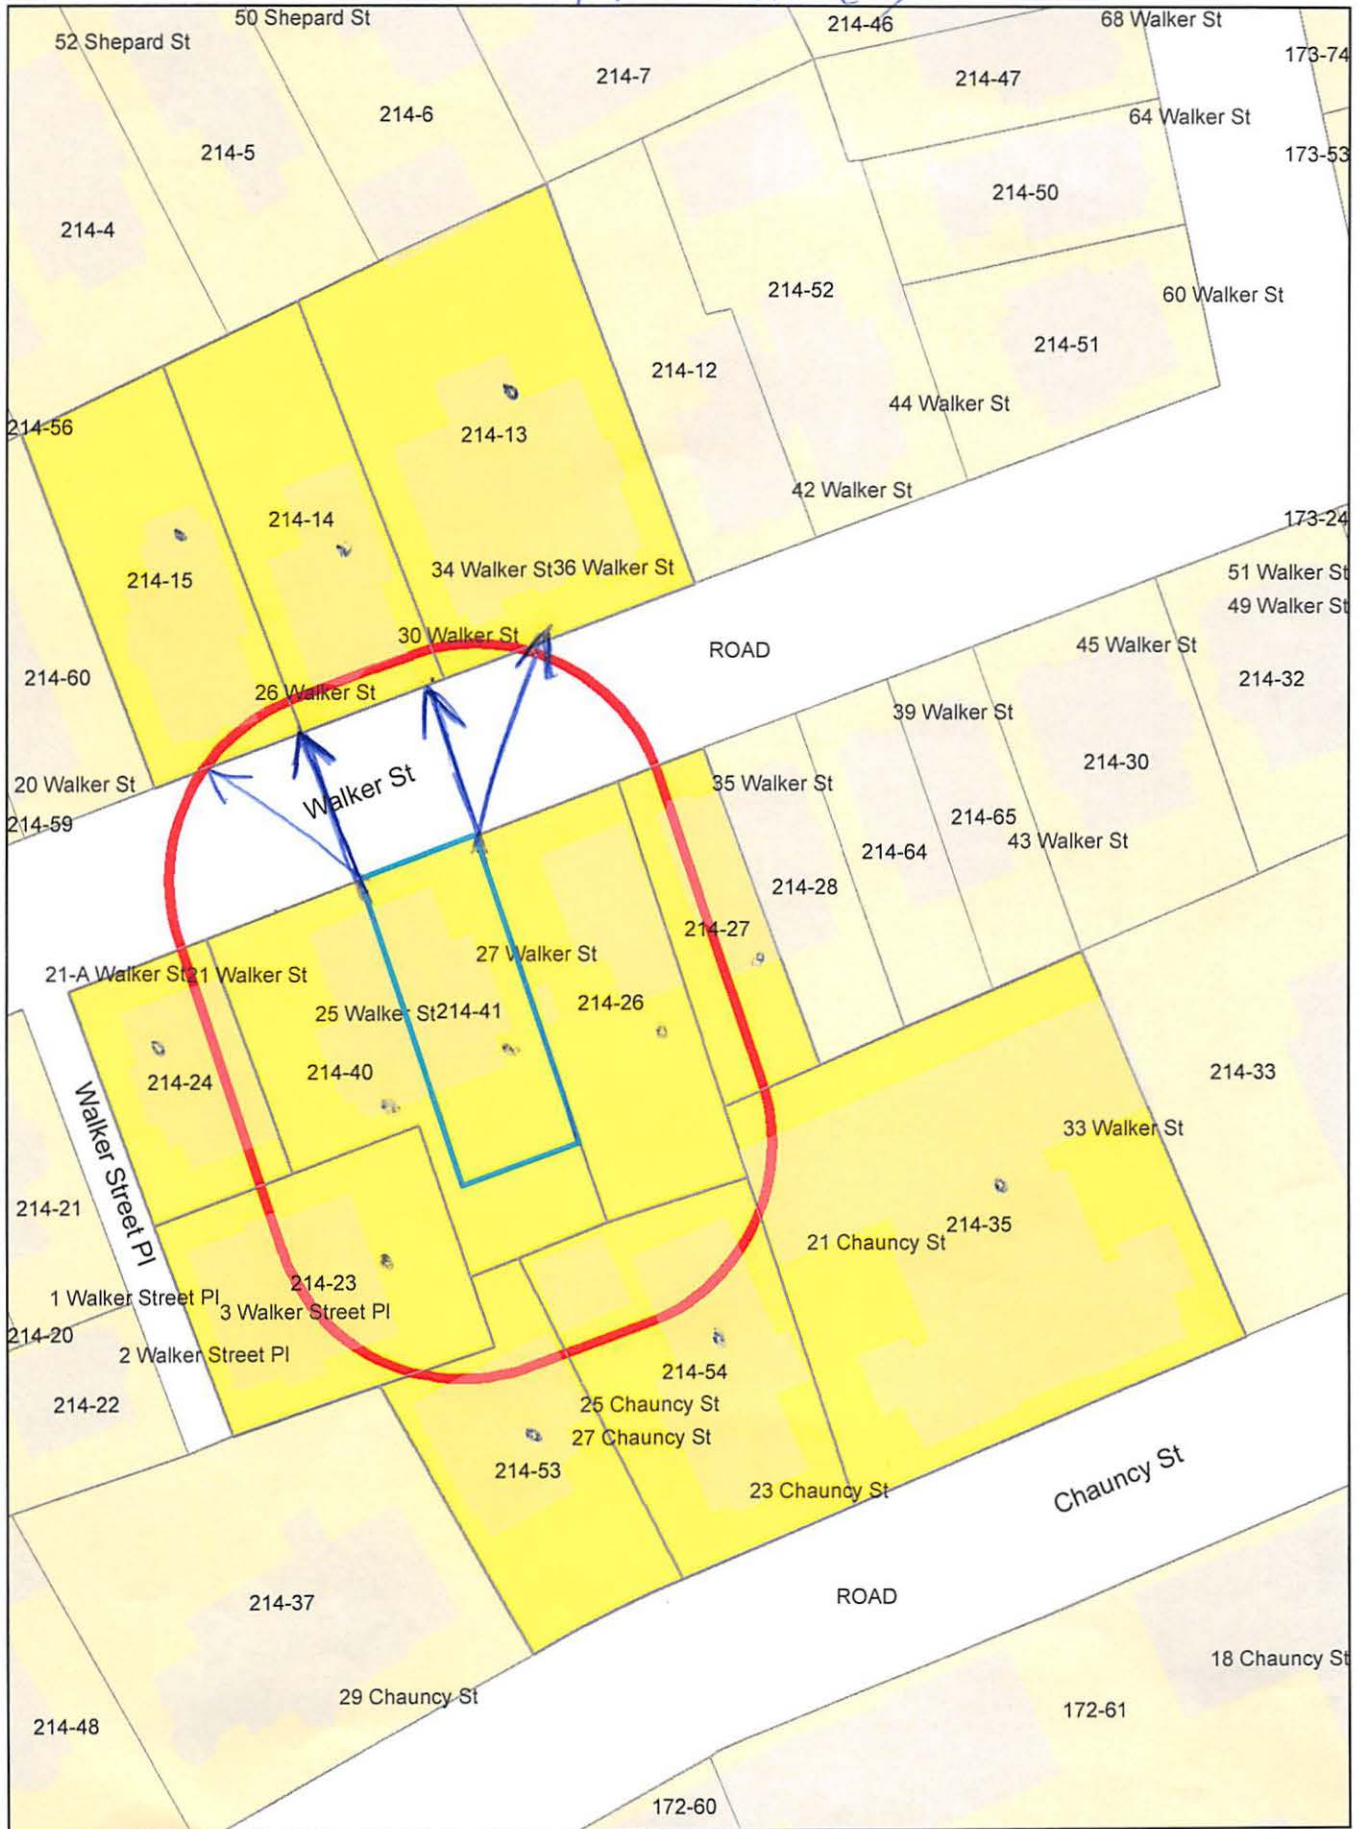 50 Shepard St
214-46
68 Walker St
52 Shepard St
173-74
214-7
214-47
214-6
64 Walker St
214-5
173-53
214-50
214-4
214-52
60 Walker St
214-51
214-12
44 Walker St
214-56
214-13
42 Walker St
214-14
173-24
34 Walker St
36 Walker St
51 Walker St
214-15
49 Walker St
30 Walker St
ROAD
45 Walker St
214-60
26 Walker St
214-32
39 Walker St
20 Walker St
Walker St
35 Walker St
214-30
214-59
214-65
43 Walker St
214-64
214-28
214-27
27 Walker St
21-A Walker St
21 Walker St
25 Walker St
214-41
214-26
214-40
214-24
214-33
33 Walker St
Walker Street Pl
214-21
214-35
21 Chauncy St
214-23
1 Walker Street Pl
3 Walker Street Pl
214-20
2 Walker Street Pl
214-54
214-22
25 Chauncy St
27 Chauncy St
214-53
23 Chauncy St
Chauncy St
214-37
ROAD
18 Chauncy St
29 Chauncy St
172-61
214-48
172-60